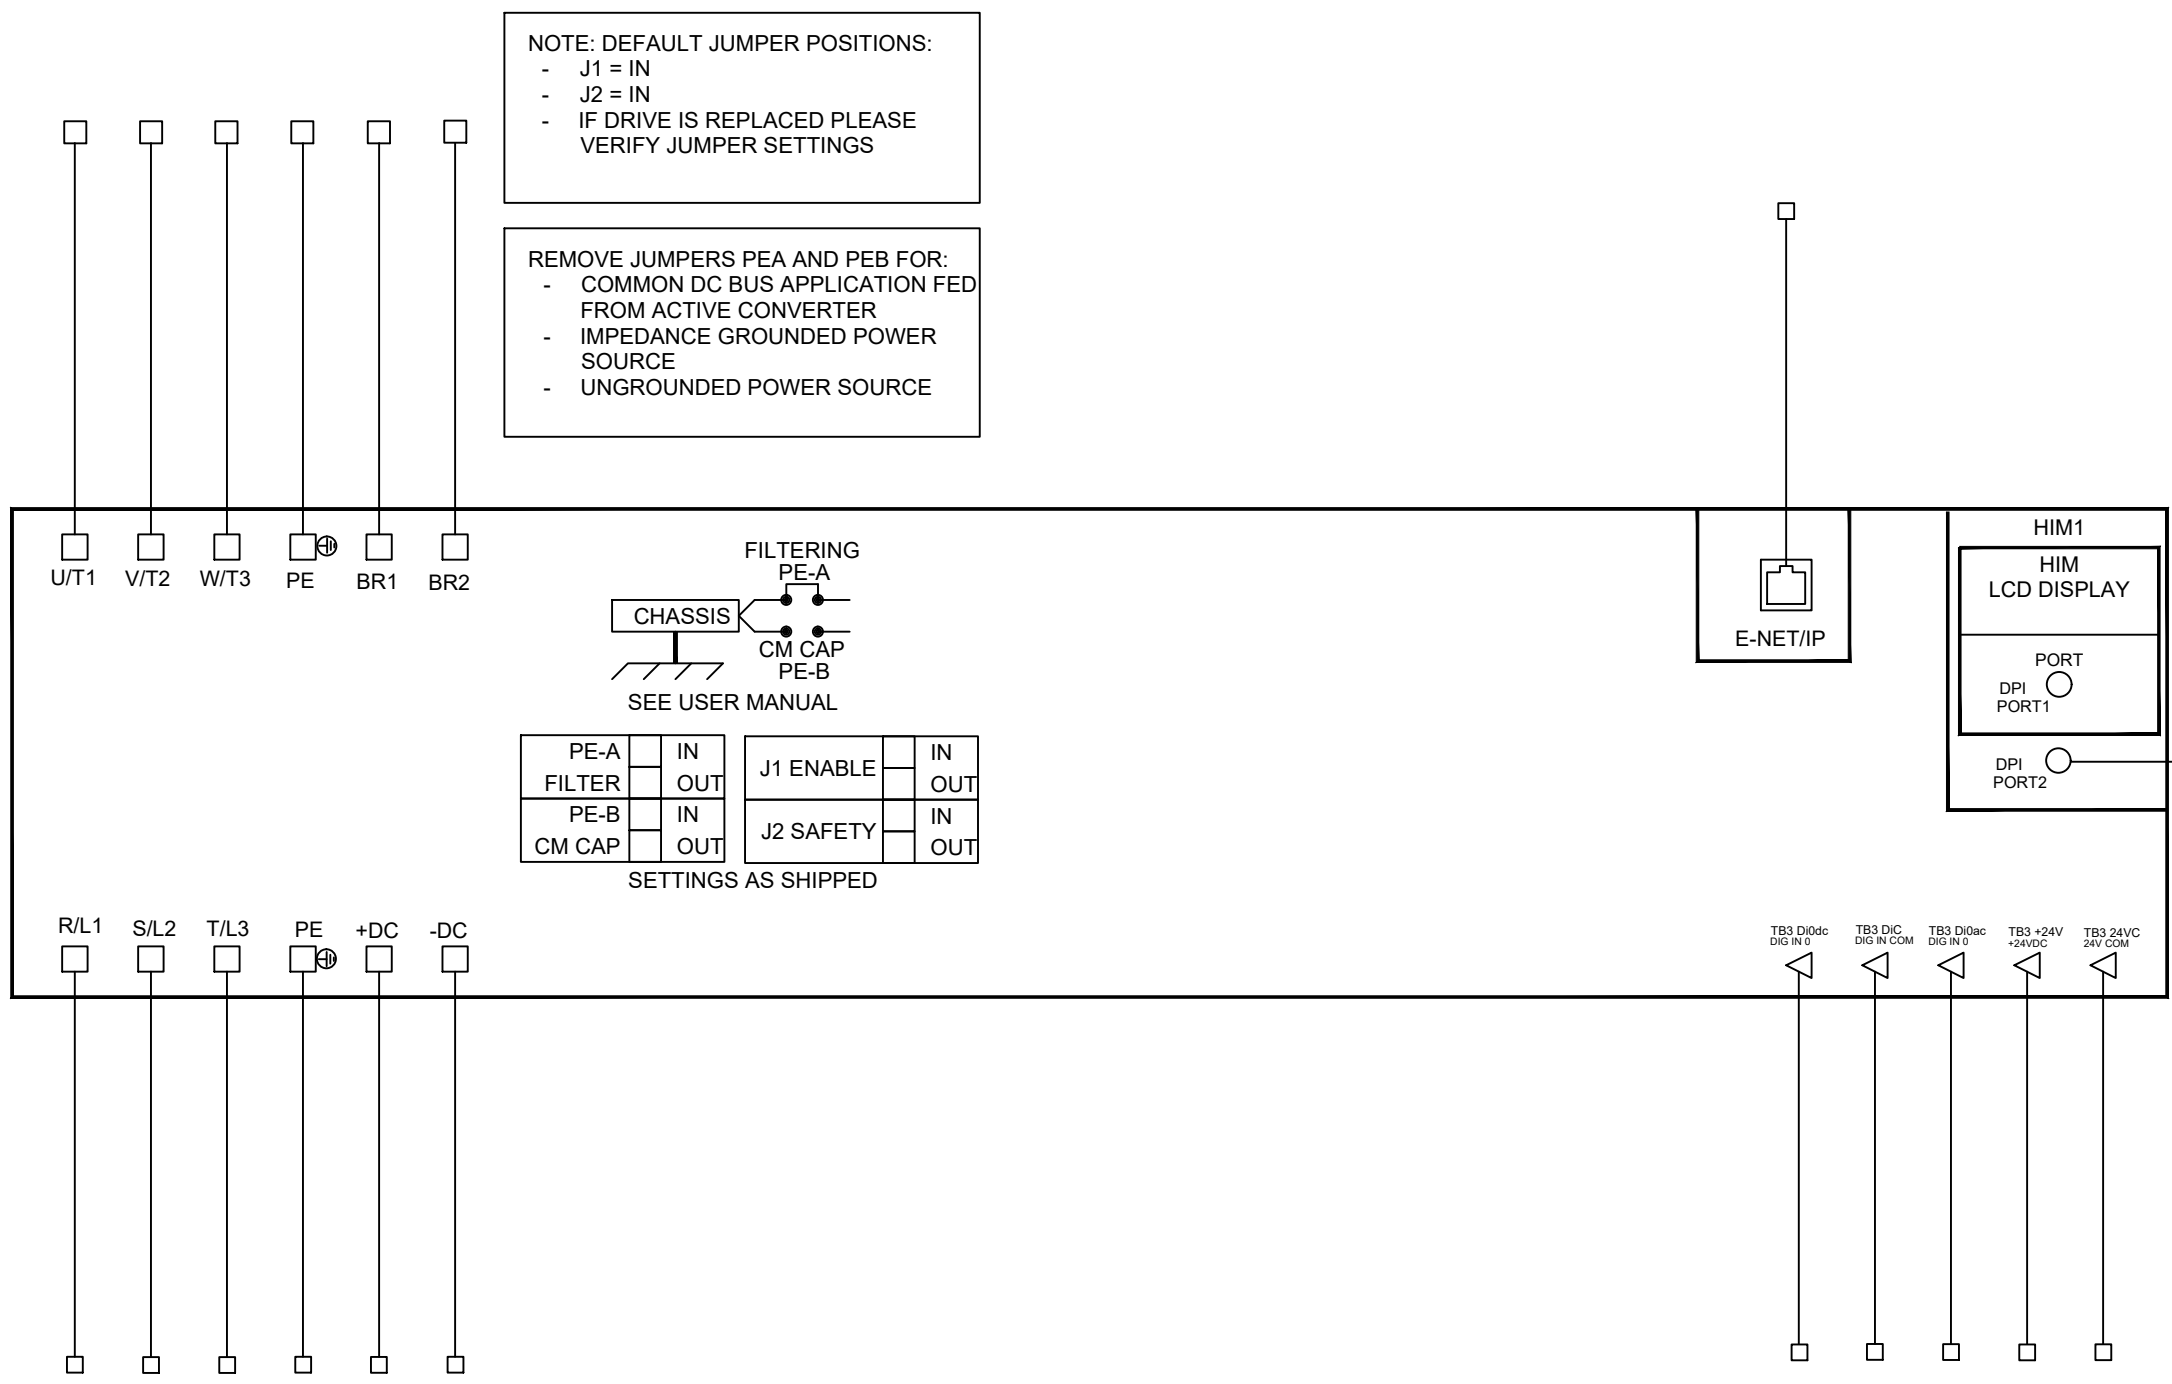 NOTE: DEFAULT JUMPER POSITIONS:
- J1 = IN
- J2 = IN
- IF DRIVE IS REPLACED PLEASE
VERIFY JUMPER SETTINGS
REMOVE JUMPERS PEA AND PEB FOR:
- COMMON DC BUS APPLICATION FED
FROM ACTIVE CONVERTER
- IMPEDANCE GROUNDED POWER
SOURCE
- UNGROUNDED POWER SOURCE
U/T1 V/T2 W/T3 PE BR1 BR2
FILTERING
PE-A
CHASSIS
CM CAP
PE-B
SEE USER MANUAL
PE-A IN
FILTER OUT
PE-B IN
CM CAP OUT
J1 ENABLE IN
OUT
J2 SAFETY IN
OUT
SETTINGS AS SHIPPED
E-NET/IP
HIM1
HIM
LCD DISPLAY
PORT
DPI
PORT1
DPI
PORT2
R/L1 S/L2 T/L3 PE +DC -DC
TB3 Di0dc
DIG IN 0
TB3 DiC
DIG IN COM
TB3 Di0ac
DIG IN 0
TB3 +24V
+24VDC
TB3 24VC
24V COM